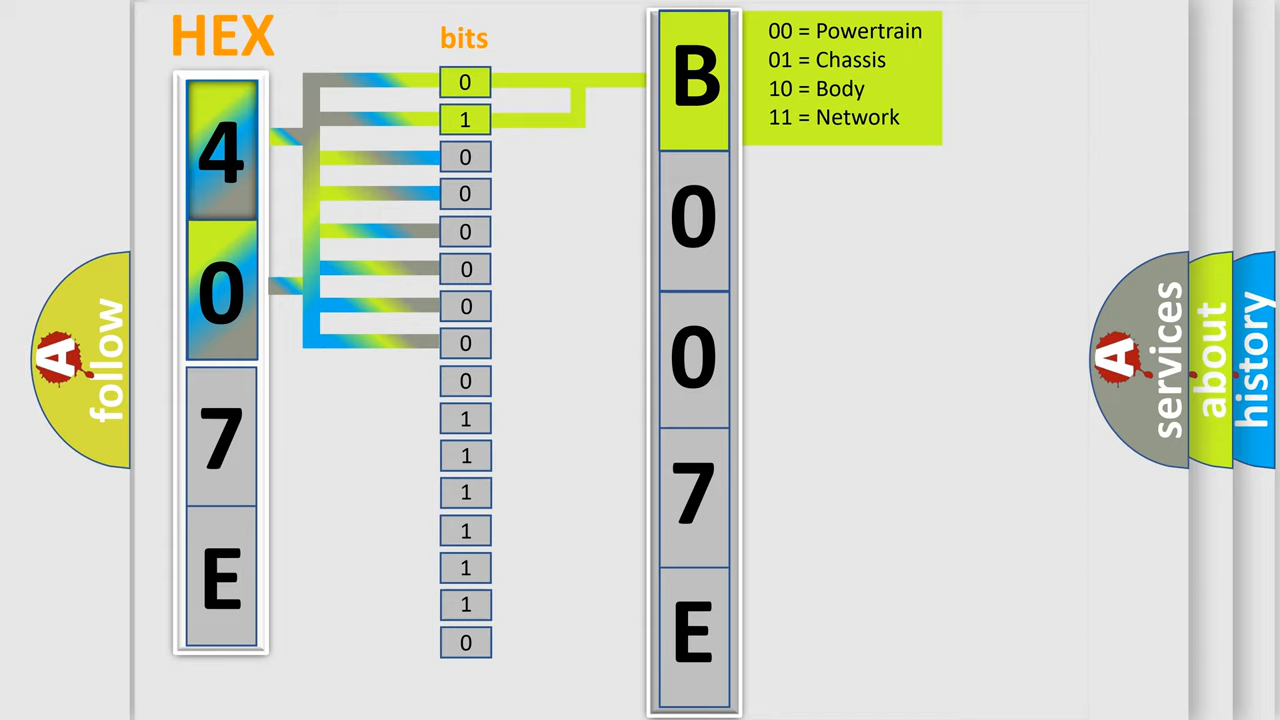 HEX
bits
4
0
7
E
0
1
0
0
0
0
0
0
0
1
1
1
1
1
1
0
B
0
0
7
E
00 = Powertrain
01 = Chassis
10 = Body
11 = Network
A
follow
A
services
about
history